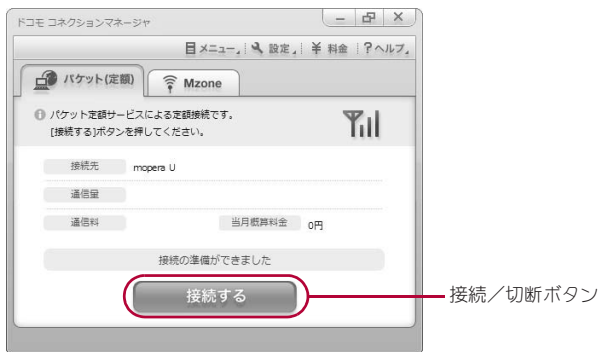 ドコモ コネクションマネージャ
メニュー 設定 ¥ 料金 ?ヘルプ
パケット(定額) Mzone
パケット定額サービスによる定額接続です。
[接続する]ボタンを押してください。
接続先 mopera U
通信量
通信料 当月概算料金 0円
接続の準備ができました
接続する 接続/切断ボタン